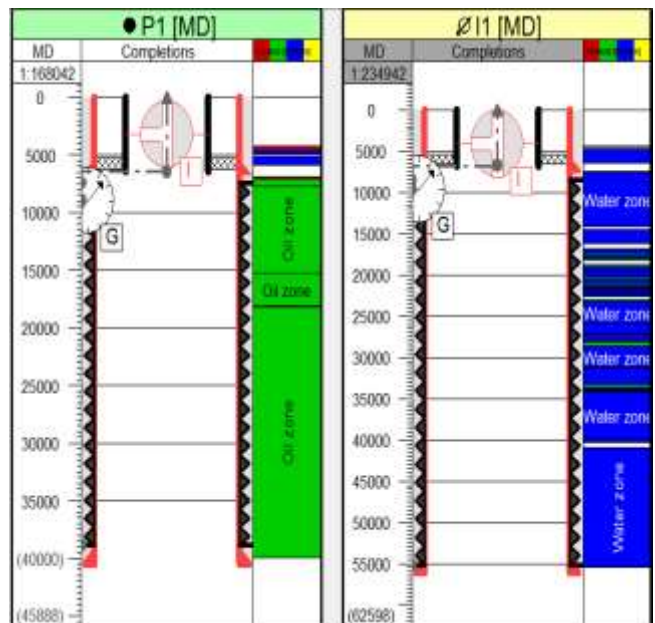 P1 [MD]
MD
Completions
1:168042
0
5000
10000
15000
20000
25000
30000
35000
(40000)
(45888)
I
G
Oil zone
Oil zone
Oil zone
I1 [MD]
MD
Completions
1:234942
0
5000
10000
15000
20000
25000
30000
35000
40000
45000
50000
55000
(62598)
I
G
Water zone
Water zone
Water zone
Water zone
Water zone